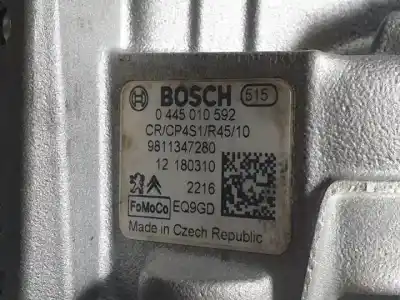 BOSCH 515
0 445 010 592
CR/CP4S1/R45/10
9811347280
12 180310
2216
FoMoCo EQ9GD
Made in Czech Republic